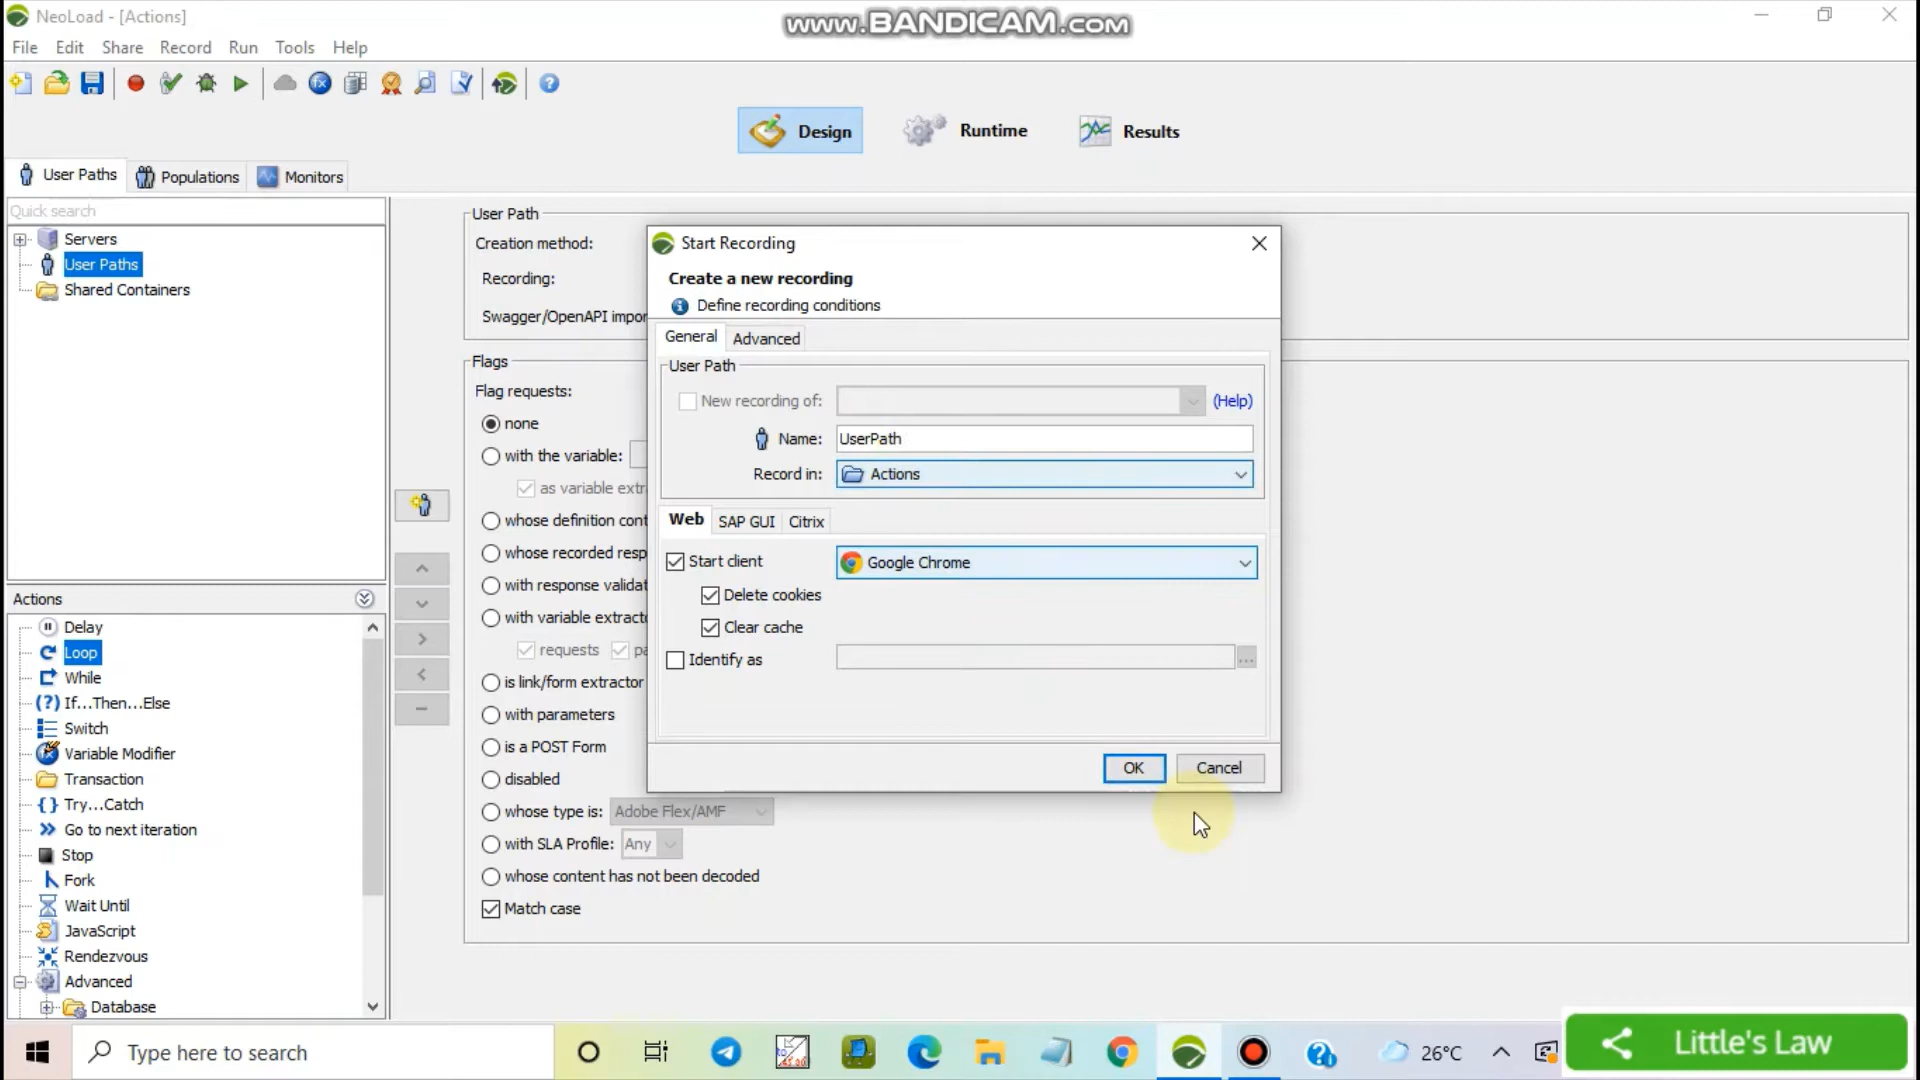 NeoLoad - [Actions]
www.BANDICAM.com
File Edit Share Record Run Tools Help
Design Runtime Results
User Paths Populations Monitors
Quick search
Servers
User Paths
Shared Containers
User Path
Creation method:
Recording:
Swagger/OpenAPI impor
Flags
Flag requests:
none
with the variable:
as variable extr
whose definition cont
whose recorded resp
with response validat
with variable extracto
requests pa
is link/form extractor
with parameters
is a POST Form
disabled
whose type is: Adobe Flex/AMF
with SLA Profile: Any
whose content has not been decoded
Match case
Start Recording
Create a new recording
Define recording conditions
General Advanced
User Path
New recording of: (Help)
Name: UserPath
Record in: Actions
Web SAP GUI Citrix
Start client Google Chrome
Delete cookies
Clear cache
Identify as ...
OK Cancel
Actions
Delay
Loop
While
If...Then...Else
Switch
Variable Modifier
Transaction
Try...Catch
Go to next iteration
Stop
Fork
Wait Until
JavaScript
Rendezvous
Advanced
Database
Type here to search
26°C
Little's Law